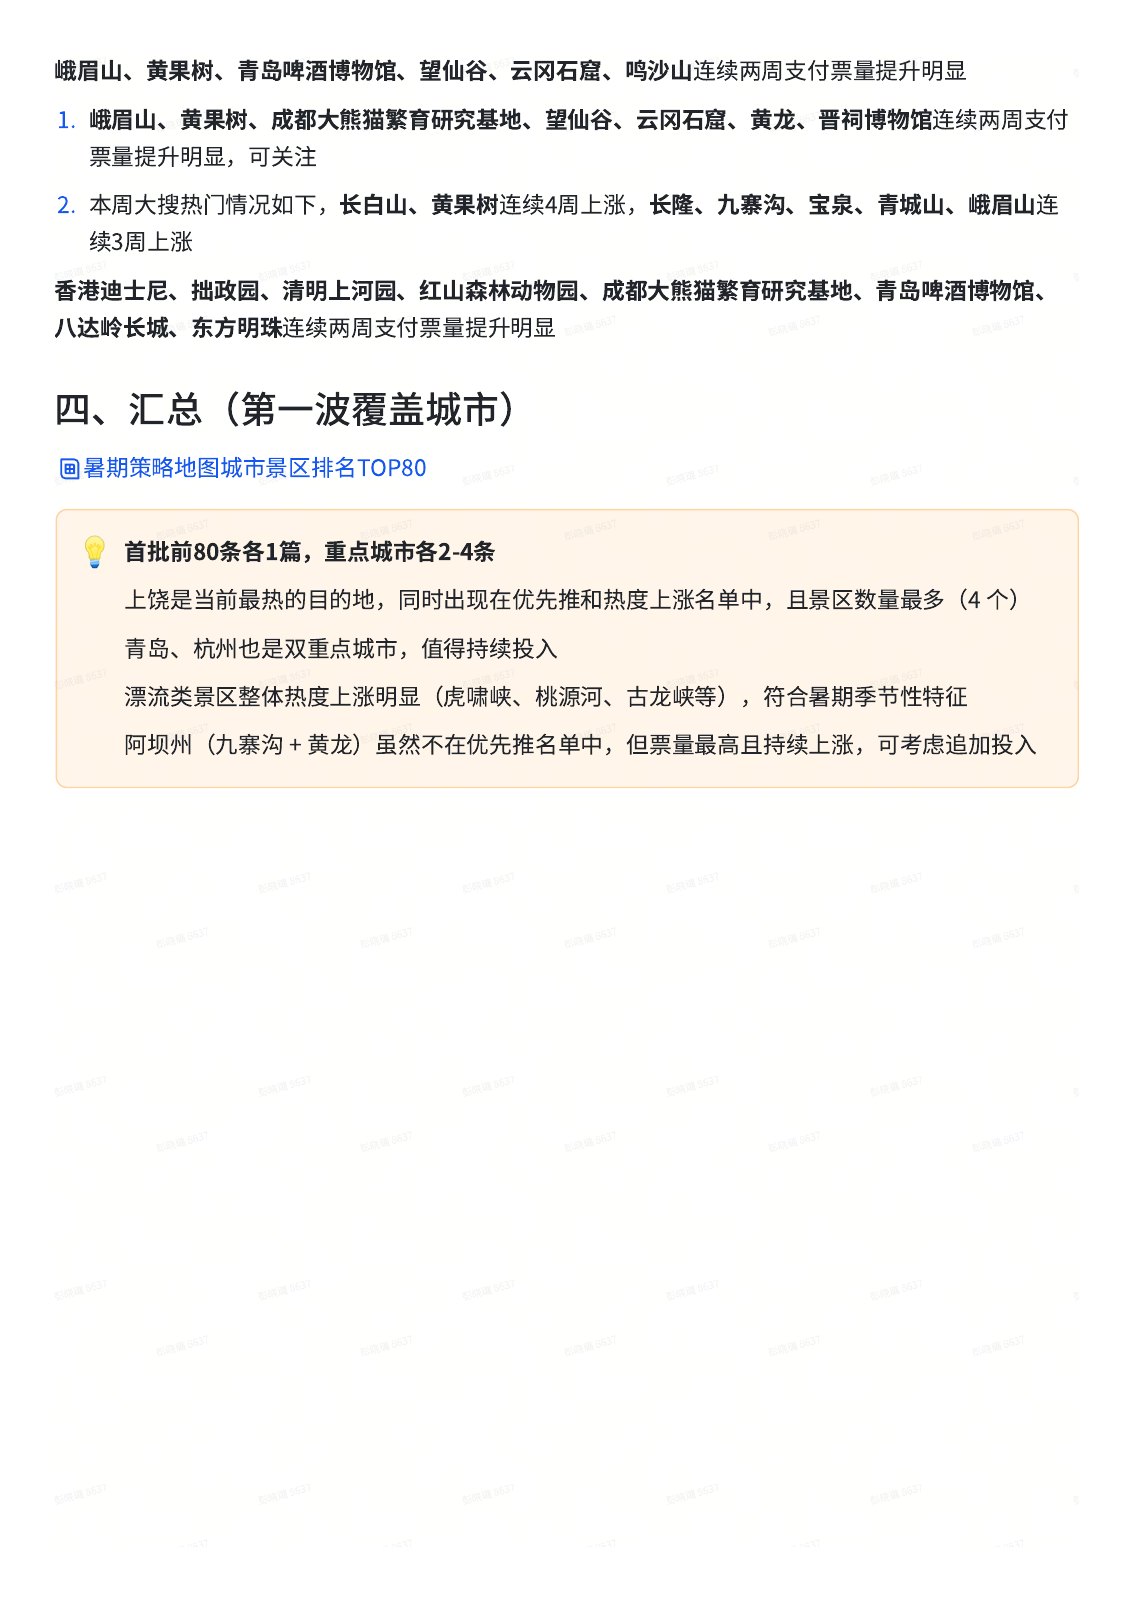 峨眉山、黄果树、青岛啤酒博物馆、望仙谷、云冈石窟、鸣沙山连续两周支付票量提升明显
1. 峨眉山、黄果树、成都大熊猫繁育研究基地、望仙谷、云冈石窟、黄龙、晋祠博物馆连续两周支付
票量提升明显，可关注
2. 本周大搜热门情况如下，长白山、黄果树连续4周上涨，长隆、九寨沟、宝泉、青城山、峨眉山连
续3周上涨
香港迪士尼、拙政园、清明上河园、红山森林动物园、成都大熊猫繁育研究基地、青岛啤酒博物馆、
八达岭长城、东方明珠连续两周支付票量提升明显
四、汇总（第一波覆盖城市）
暑期策略地图城市景区排名TOP80
首批前80条各1篇，重点城市各2-4条
上饶是当前最热的目的地，同时出现在优先推和热度上涨名单中，且景区数量最多（4 个）
青岛、杭州也是双重点城市，值得持续投入
漂流类景区整体热度上涨明显（虎啸峡、桃源河、古龙峡等），符合暑期季节性特征
阿坝州（九寨沟 + 黄龙）虽然不在优先推名单中，但票量最高且持续上涨，可考虑追加投入